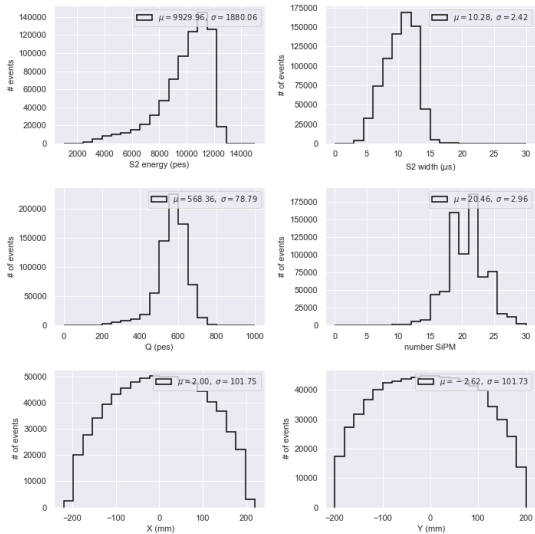 μ = 9929.96, σ = 1880.06
140000
120000
100000
80000
60000
40000
20000
0
# of events
2000 4000 6000 8000 10000 12000 14000
S2 energy (pes)
μ = 10.28, σ = 2.42
175000
150000
125000
100000
75000
50000
25000
0
# of events
0 5 10 15 20 25 30
S2 width (μs)
μ = 568.36, σ = 78.79
200000
150000
100000
50000
0
# of events
0 200 400 600 800 1000
Q (pes)
μ = 20.46, σ = 2.96
175000
150000
125000
100000
75000
50000
25000
0
# of events
0 5 10 15 20 25 30
number SiPM
μ = 2.00, σ = 101.75
50000
40000
30000
20000
10000
0
# of events
−200 −100 0 100 200
X (mm)
μ = −2.62, σ = 101.73
40000
30000
20000
10000
0
# of events
−200 −100 0 100 200
Y (mm)